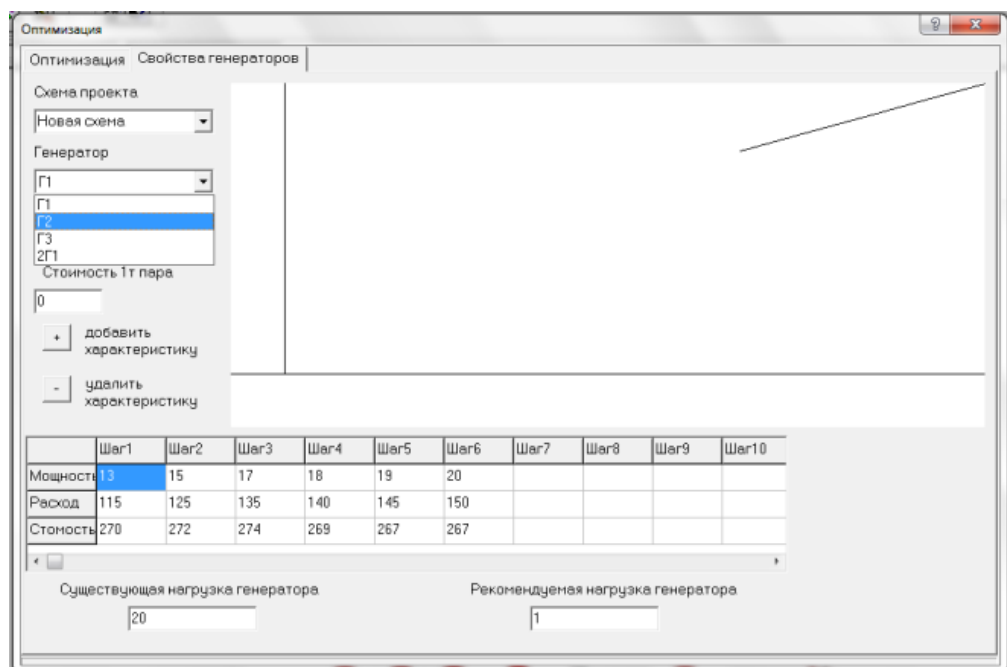 Оптимизация
Оптимизация Свойства генераторов
Схема проекта
Новая схема
Генератор
Г1
Г1
Г2
Г3
2Г1
Стоимость 1т пара
0
+ добавить
характеристику
- удалить
характеристику
Шаг1 Шаг2 Шаг3 Шаг4 Шаг5 Шаг6 Шаг7 Шаг8 Шаг9 Шаг10
Мощность 13 15 17 18 19 20
Расход 115 125 135 140 145 150
Стомость 270 272 274 269 267 267
Существующая нагрузка генератора Рекомендуемая нагрузка генератора
20 1